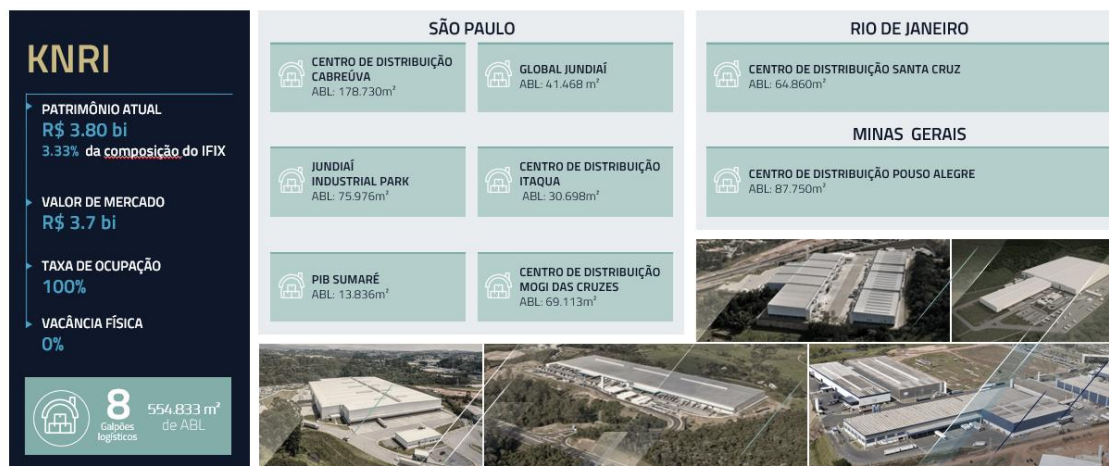 KNRI
PATRIMÔNIO ATUAL
R$ 3.80 bi
3.33% da composição do IFIX
VALOR DE MERCADO
R$ 3.7 bi
TAXA DE OCUPAÇÃO
100%
VACÂNCIA FÍSICA
0%
8
Galpões
logísticos
554.833 m²
de ABL
SÃO PAULO
CENTRO DE DISTRIBUIÇÃO
CABREÚVA
ABL: 178.730m²
GLOBAL JUNDIAÍ
ABL: 41.468 m²
JUNDIAÍ
INDUSTRIAL PARK
ABL: 75.976m²
CENTRO DE DISTRIBUIÇÃO
ITAQUA
ABL: 30.698m²
PIB SUMARÉ
ABL: 13.836m²
CENTRO DE DISTRIBUIÇÃO
MOGI DAS CRUZES
ABL: 69.113m²
RIO DE JANEIRO
CENTRO DE DISTRIBUIÇÃO SANTA CRUZ
ABL: 64.860m²
MINAS GERAIS
CENTRO DE DISTRIBUIÇÃO POUSO ALEGRE
ABL: 87.750m²